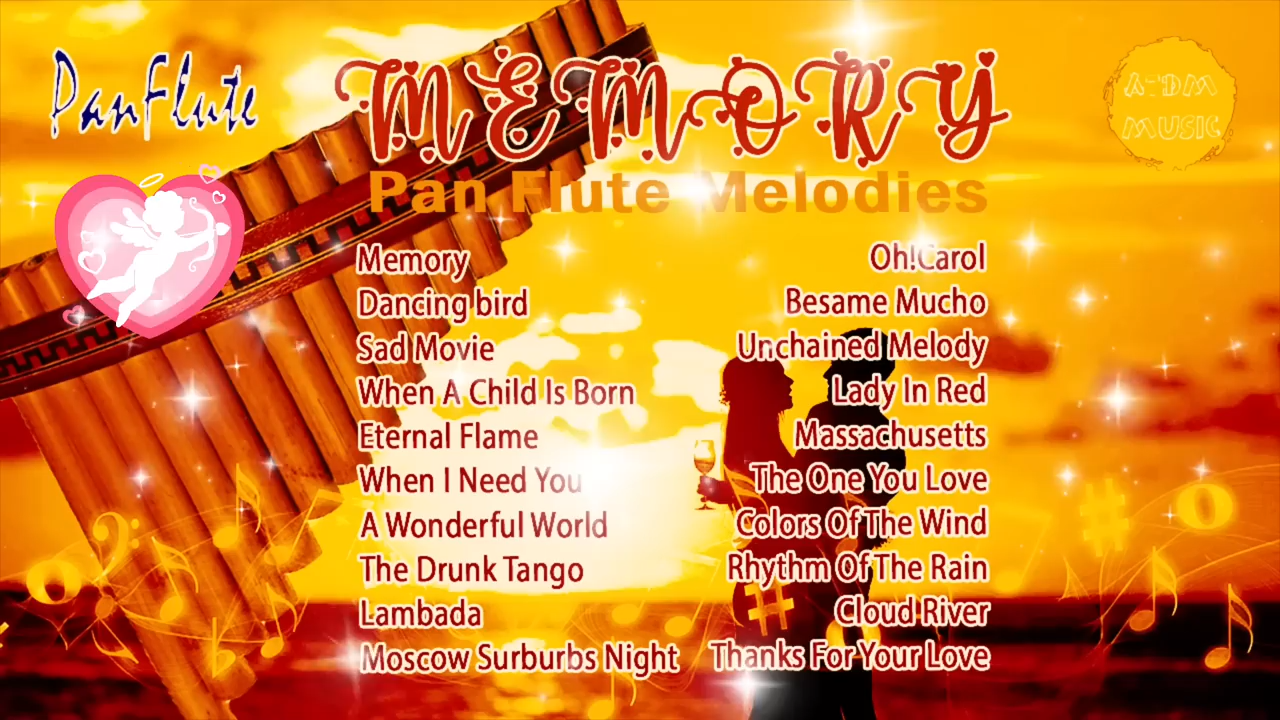 PanFlute
MEMORY
A-DM
MUSIC
Pan Flute Melodies
Memory
Dancing bird
Sad Movie
When A Child Is Born
Eternal Flame
When I Need You
A Wonderful World
The Drunk Tango
Lambada
Moscow Surburbs Night
Oh!Carol
Besame Mucho
Unchained Melody
Lady In Red
Massachusetts
The One You Love
Colors Of The Wind
Rhythm Of The Rain
Cloud River
Thanks For Your Love